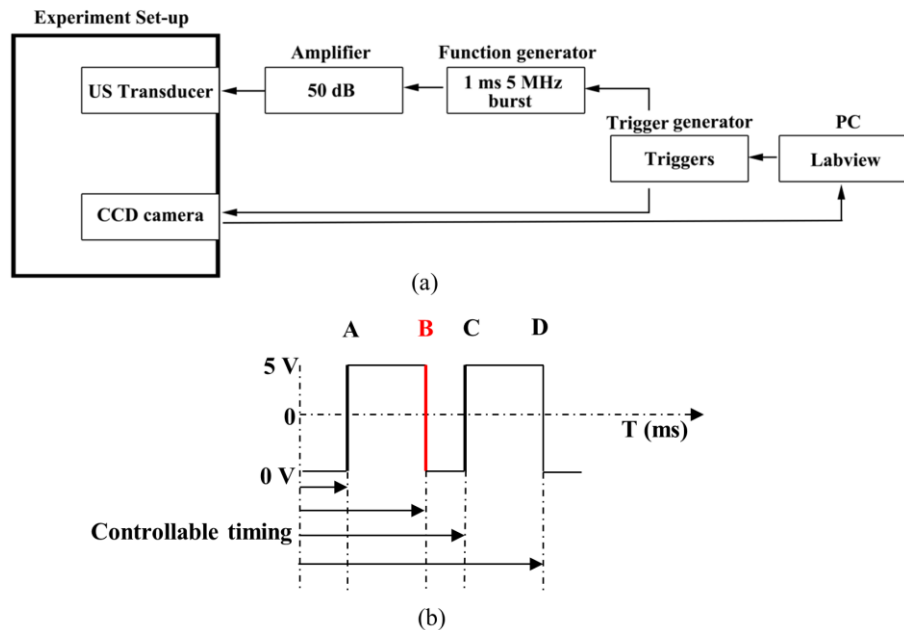 Experiment Set-up
Amplifier
Function generator
US Transducer
50 dB
1 ms 5 MHz
burst
Trigger generator
PC
Triggers
Labview
CCD camera
(a)
A B C D
5 V
0
T (ms)
0 V
Controllable timing
(b)